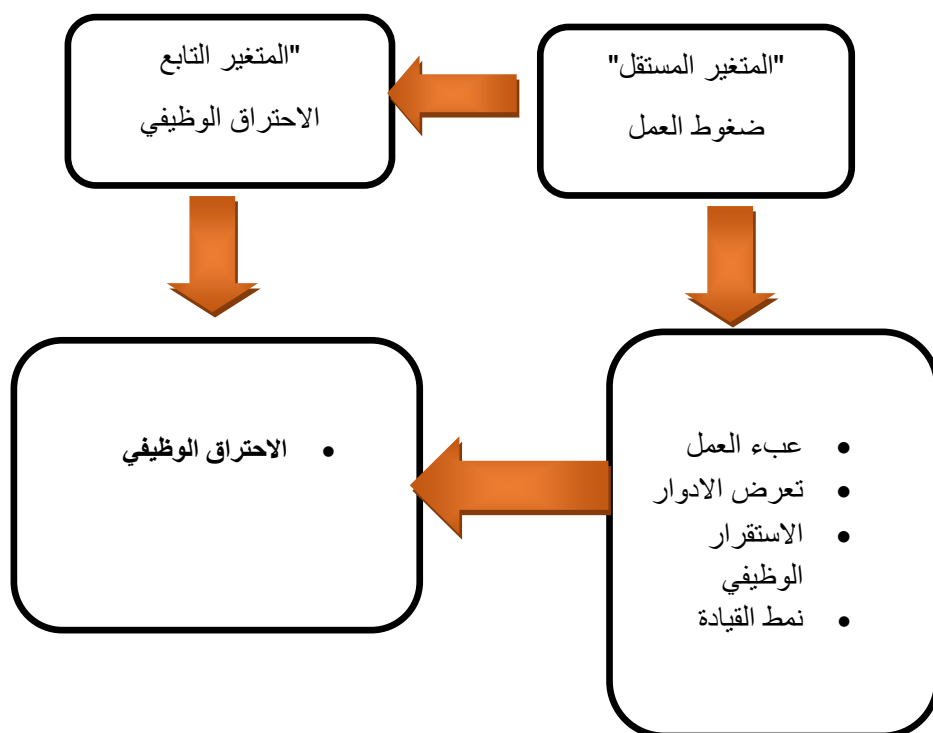 "المتغير المستقل"
ضغوط العمل
"المتغير التابع
الاحتراق الوظيفي
• عبء العمل
• تعرض الادوار
• الاستقرار
الوظيفي
• نمط القيادة
• الاحتراق الوظيفي